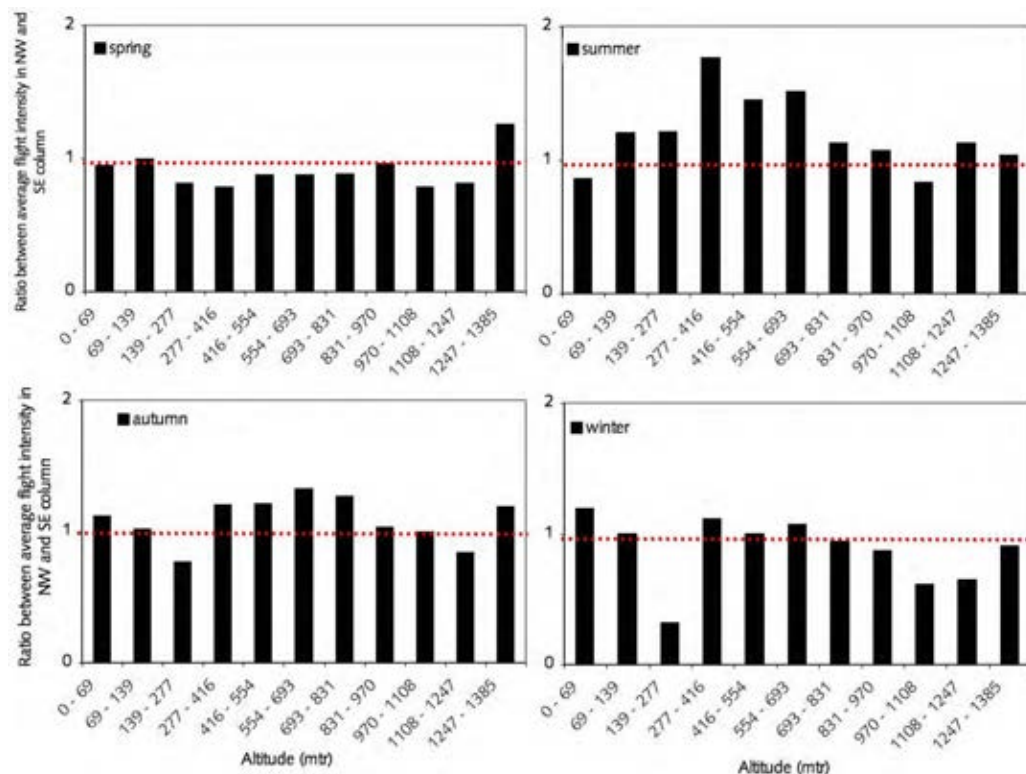 Ratio between average flight intensity in NW and
SE column
2
1
0
spring
0 - 69
69 - 139
139 - 277
277 - 416
416 - 554
554 - 693
693 - 831
831 - 970
970 - 1108
1108 - 1247
1247 - 1385
2
1
0
summer
0 - 69
69 - 139
139 - 277
277 - 416
416 - 554
554 - 693
693 - 831
831 - 970
970 - 1108
1108 - 1247
1247 - 1385
Ratio between average flight intensity in
NW and SE column
2
1
0
autumn
0 - 69
69 - 139
139 - 277
277 - 416
416 - 554
554 - 693
693 - 831
831 - 970
970 - 1108
1108 - 1247
1247 - 1385
Altitude (mtr)
2
1
0
winter
0 - 69
69 - 139
139 - 277
277 - 416
416 - 554
554 - 693
693 - 831
831 - 970
970 - 1108
1108 - 1247
1247 - 1385
Altitude (mtr)